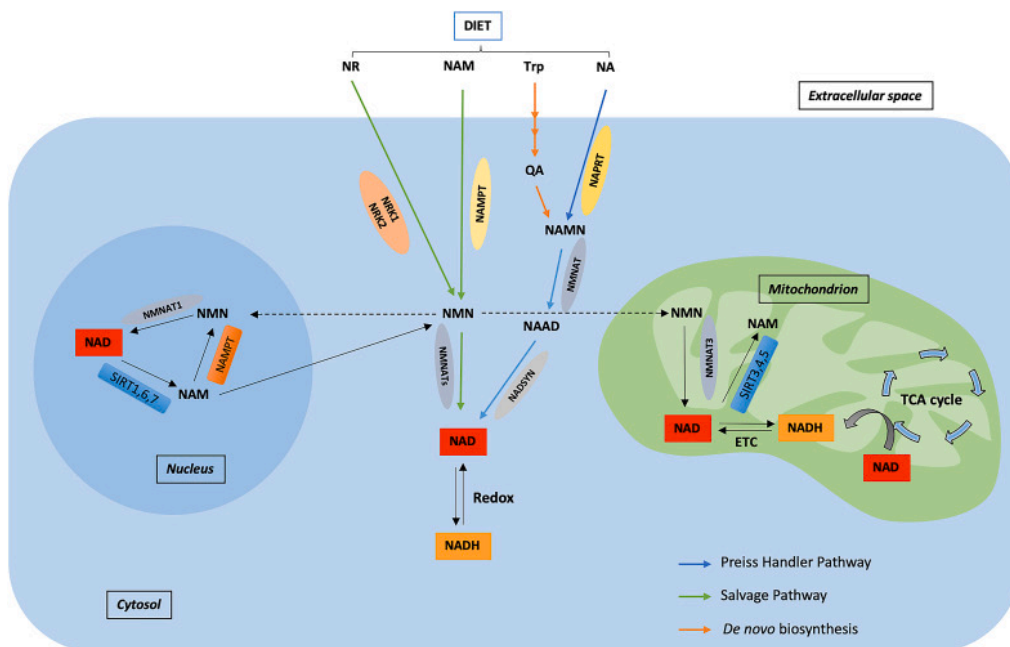 DIET
NR
NAM
Trp
NA
Extracellular space
QA
NAPRT
NRK1
NRK2
NAMPT
NAMN
NMNAT
NMNAT1
NMN
NAD
NAMPT
SIRT1,6,7
NAM
Nucleus
NMN
NAAD
NMNATs
NADSYN
NAD
Redox
NADH
Mitochondrion
NMN
NAM
NMNAT3
SIRT3,4,5
TCA cycle
NAD
NADH
ETC
NAD
Preiss Handler Pathway
Salvage Pathway
De novo biosynthesis
Cytosol